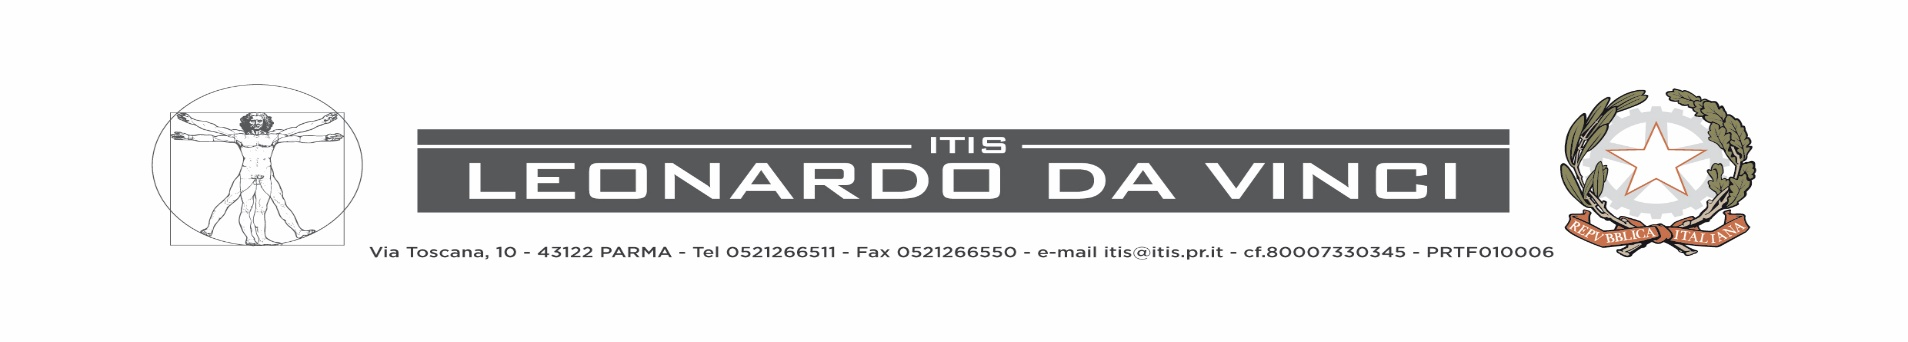 ITIS
LEONARDO DA VINCI
Via Toscana, 10 - 43122 PARMA - Tel 0521266511 - Fax 0521266550 - e-mail itis@itis.pr.it - cf.80007330345 - PRTF010006
REPVBBLICA ITALIANA